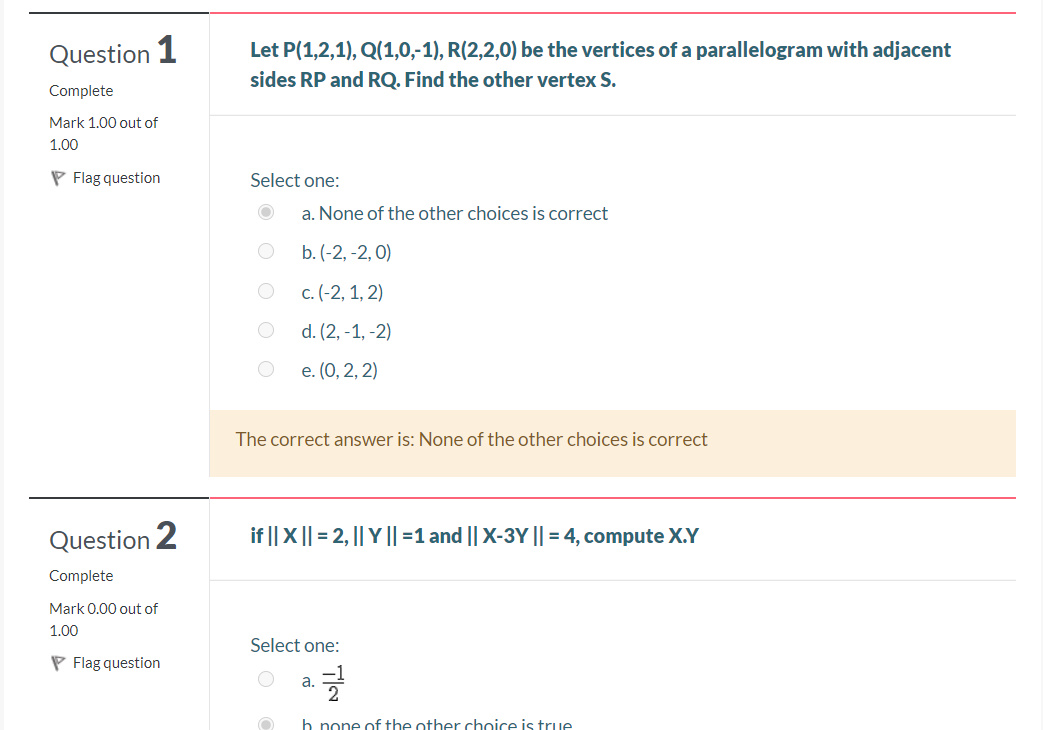 Question 1
Complete
Mark 1.00 out of
1.00
Flag question
Let P(1,2,1), Q(1,0,-1), R(2,2,0) be the vertices of a parallelogram with adjacent
sides RP and RQ. Find the other vertex S.
Select one:
a. None of the other choices is correct
b. (-2, -2, 0)
c. (-2, 1, 2)
d. (2, -1, -2)
e. (0, 2, 2)
The correct answer is: None of the other choices is correct
Question 2
Complete
Mark 0.00 out of
1.00
Flag question
if || X || = 2, || Y || =1 and || X-3Y || = 4, compute X.Y
Select one:
a. −1/2
b. none of the other choice is true